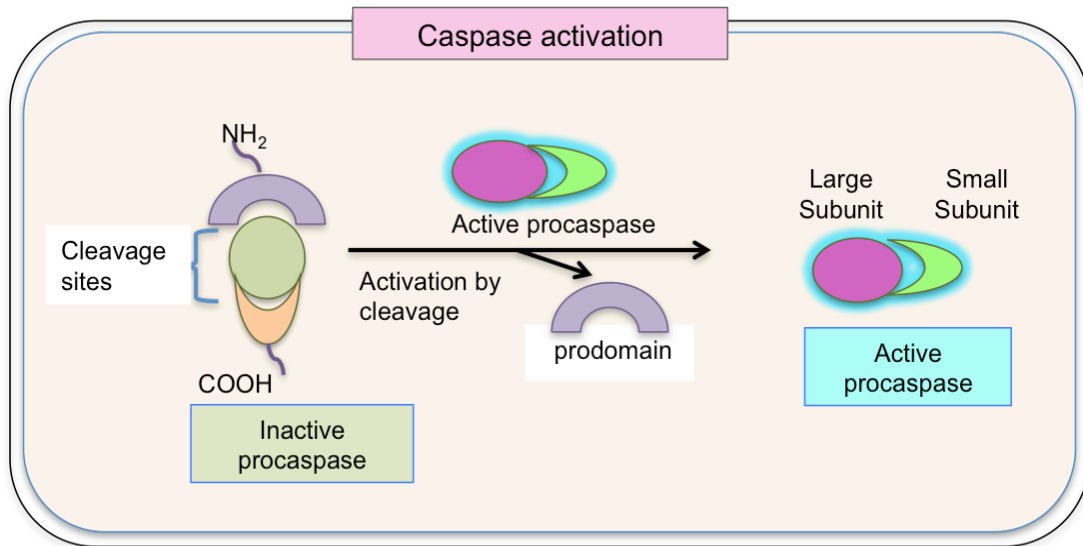 Caspase activation
NH₂
Cleavage
sites
COOH
Inactive
procaspase
Active procaspase
Activation by
cleavage
prodomain
Large
Subunit
Small
Subunit
Active
procaspase